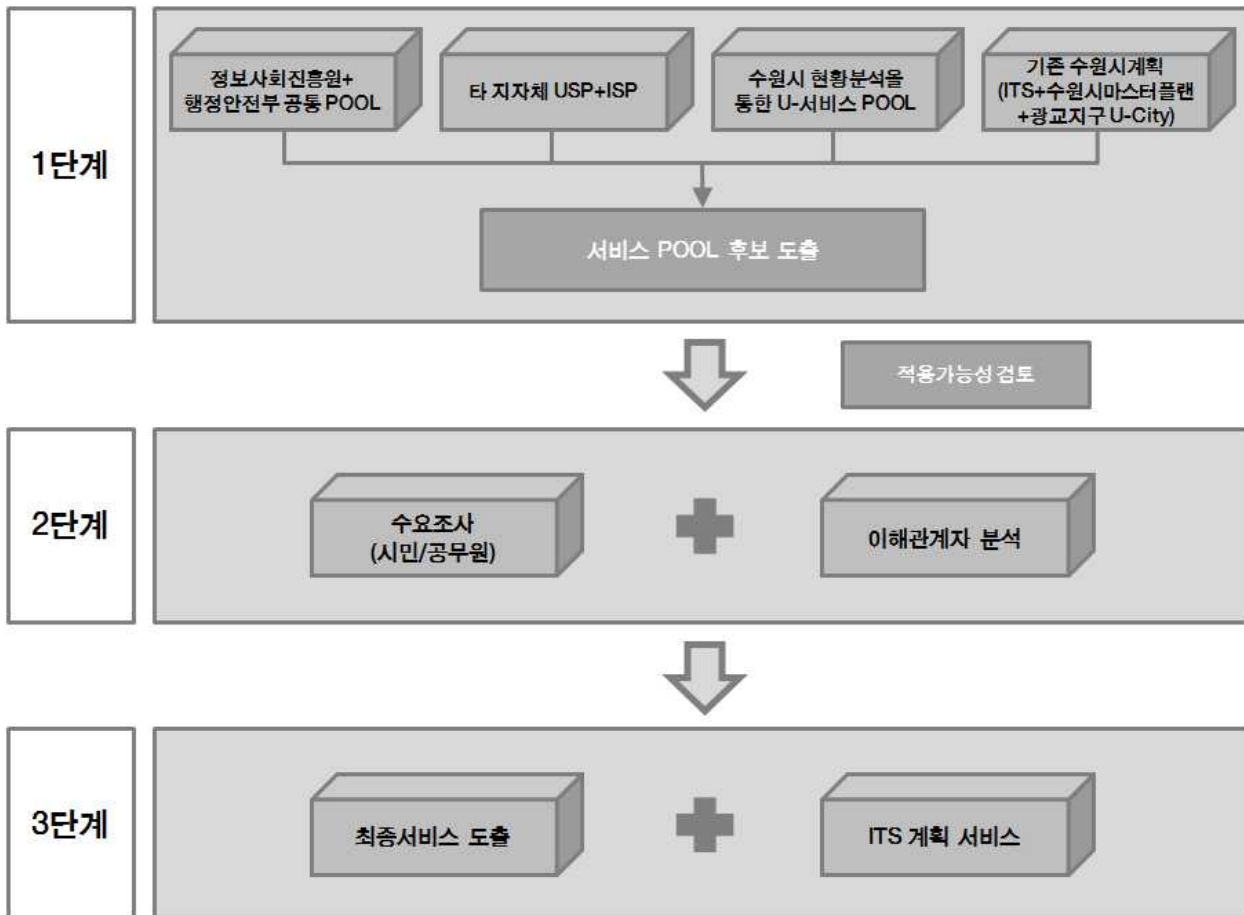 1단계
정보사회진흥원+
행정안전부 공통 POOL
타 지자체 USP+ISP
수원시 현황분석을
통한 U-서비스 POOL
기존 수원시계획
(ITS+수원시마스터플랜
+광교지구 U-City)
서비스 POOL 후보 도출
적용가능성 검토
2단계
수요조사
(시민/공무원)
이해관계자 분석
3단계
최종서비스 도출
ITS 계획 서비스